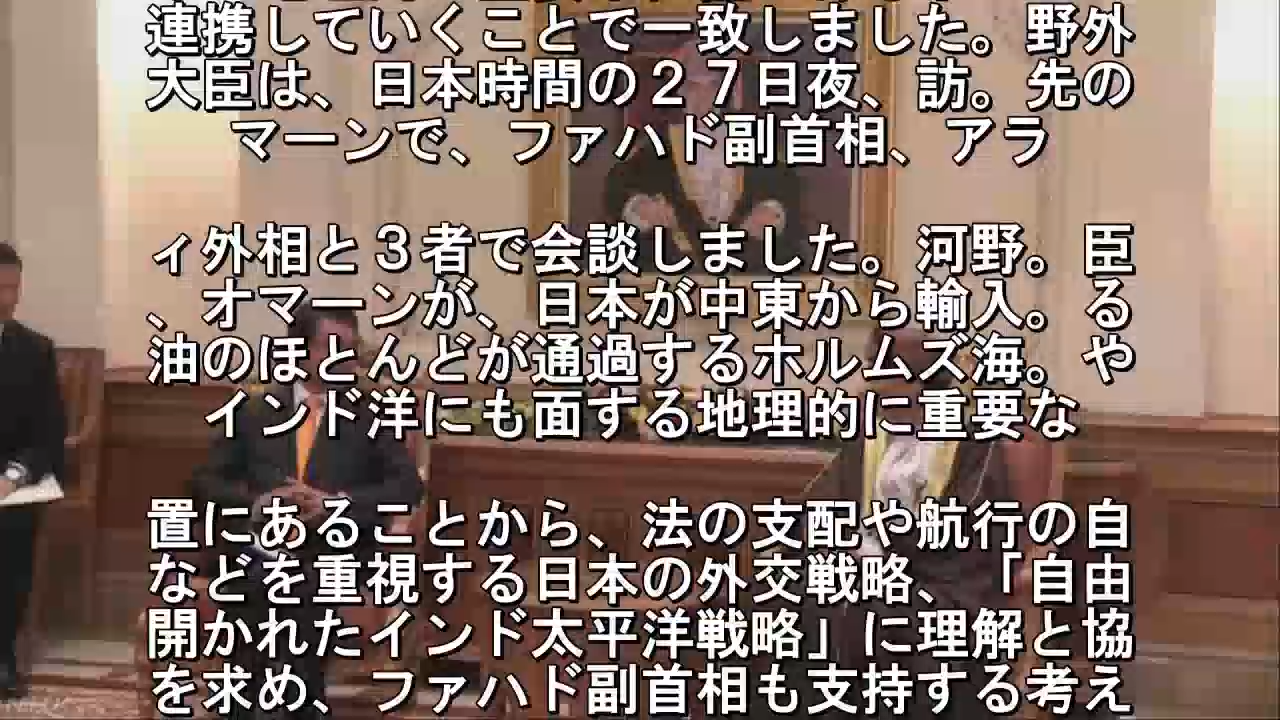 連携していくことで一致しました。野外
大臣は、日本時間の２７日夜、訪。先の
マーンで、ファハド副首相、アラ
ィ外相と３者で会談しました。河野。臣
、オマーンが、日本が中東から輸入。る
油のほとんどが通過するホルムズ海。や
インド洋にも面する地理的に重要な
置にあることから、法の支配や航行の自
などを重視する日本の外交戦略、「自由
開かれたインド太平洋戦略」に理解と協
を求め、ファハド副首相も支持する考え